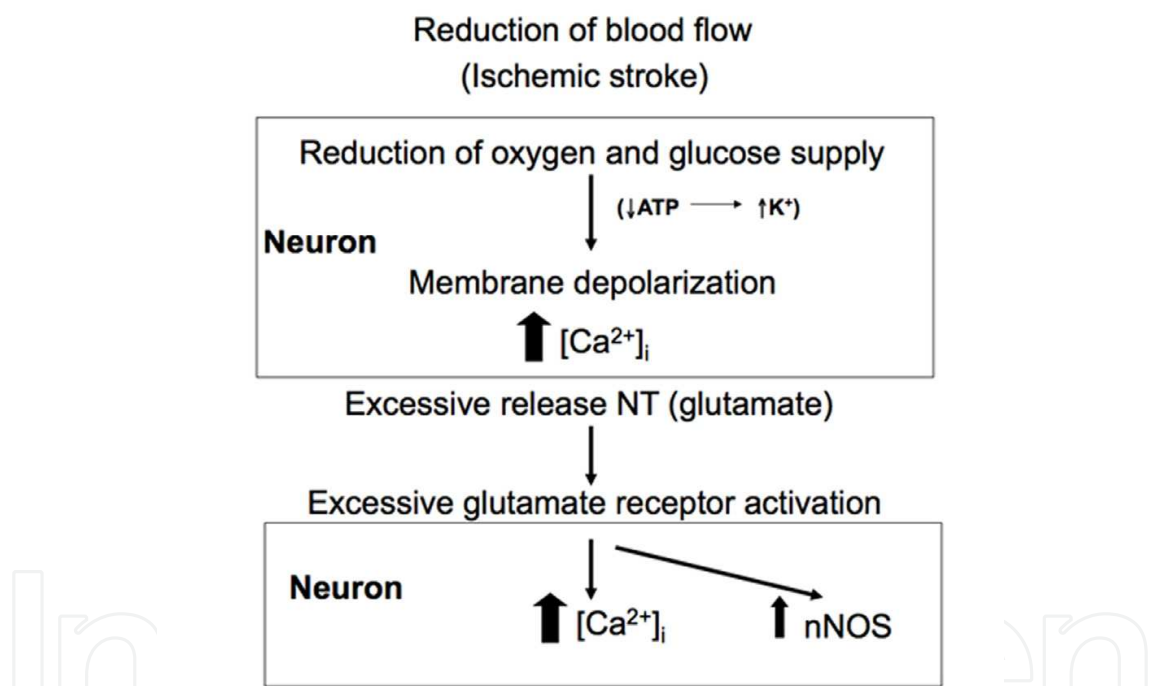 Reduction of blood flow
(Ischemic stroke)
Reduction of oxygen and glucose supply
(↓ATP → ↑K⁺)
Neuron
Membrane depolarization
[Ca²⁺]ᵢ
Excessive release NT (glutamate)
Excessive glutamate receptor activation
Neuron
[Ca²⁺]ᵢ nNOS